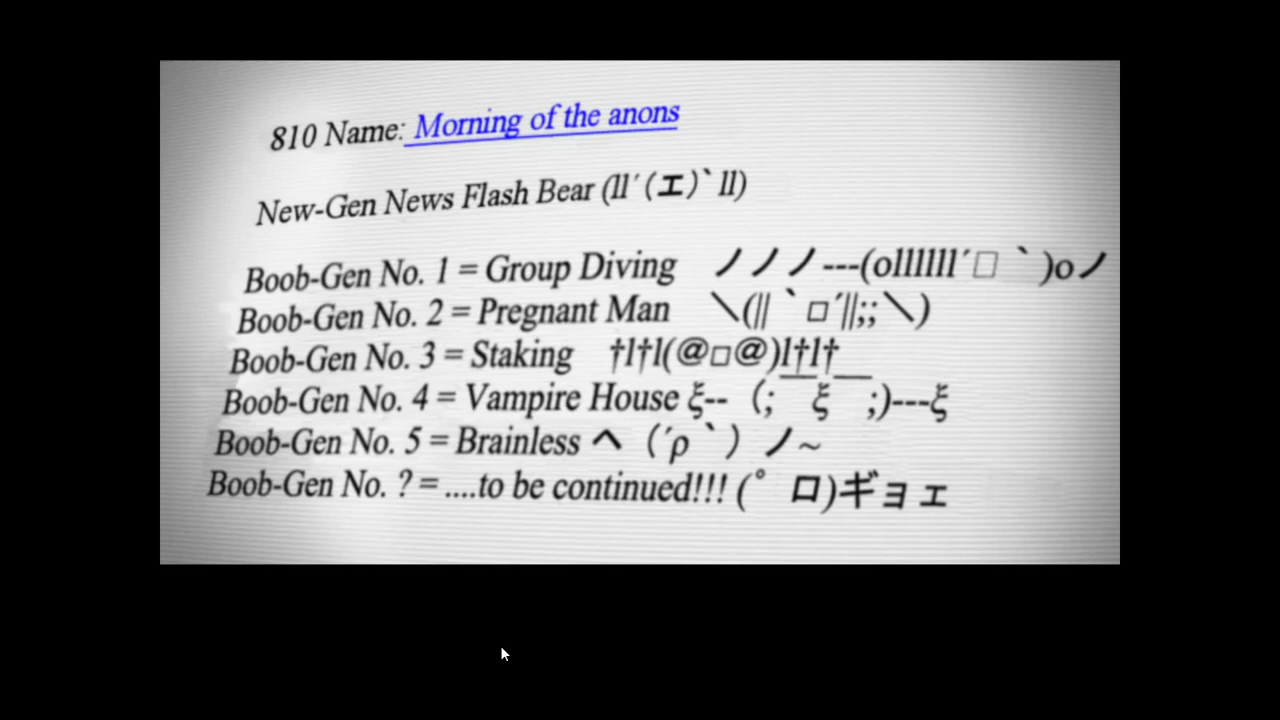 810 Name: Morning of the anons
New-Gen News Flash Bear (ll´(ェ)`ll)
Boob-Gen No. 1 = Group Diving ノノノ---(ollllll´□｀)oノ
Boob-Gen No. 2 = Pregnant Man ＼(||｀□´||;;＼)
Boob-Gen No. 3 = Staking †l†l(@□@)l†l†
Boob-Gen No. 4 = Vampire House ξ-- (;￣ξ￣;)---ξ
Boob-Gen No. 5 = Brainless ヘ（´ρ｀）ノ~
Boob-Gen No. ? = ....to be continued!!! (ﾟロ)ギョェ